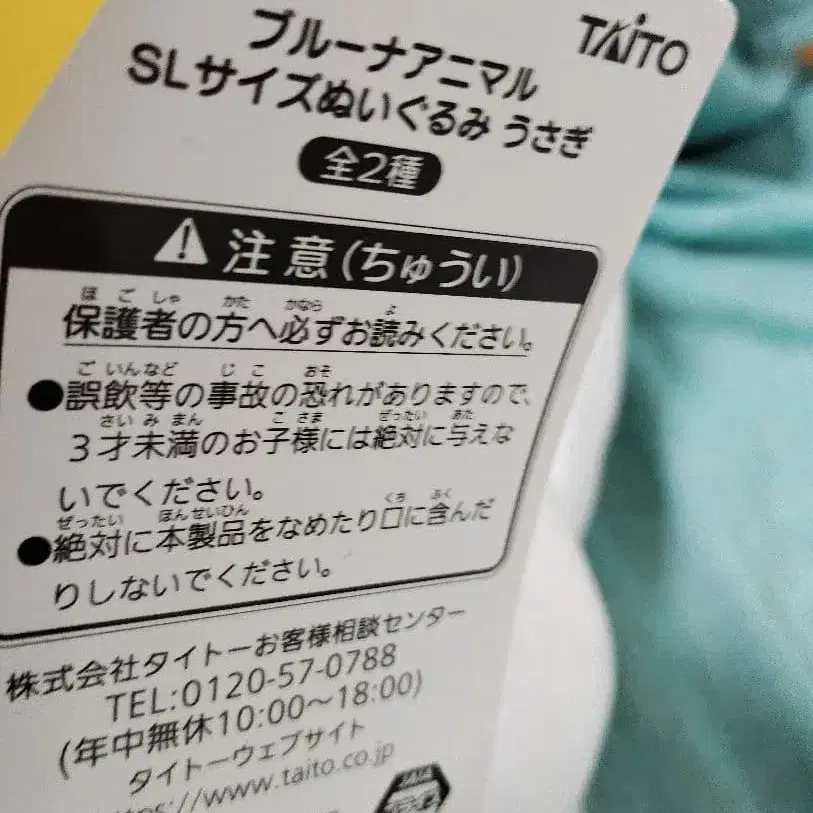 TAITO
ブルーナアニマル
SLサイズぬいぐるみ うさぎ
全2種
注意(ちゅうい)
ほごしゃ かた かなら よ
保護者の方へ必ずお読みください。
ごいんなど じこ おそ
●誤飲等の事故の恐れがありますので、
さいみまん こさま ぜったい あた
3才未満のお子様には絶対に与えな
いでください。
ぜったい ほんせいひん くち ふく
●絶対に本製品をなめたり口に含んだ
りしないでください。
株式会社タイトーお客様相談センター
TEL:0120-57-0788
(年中無休10:00～18:00)
タイトーウェブサイト
https://www.taito.co.jp